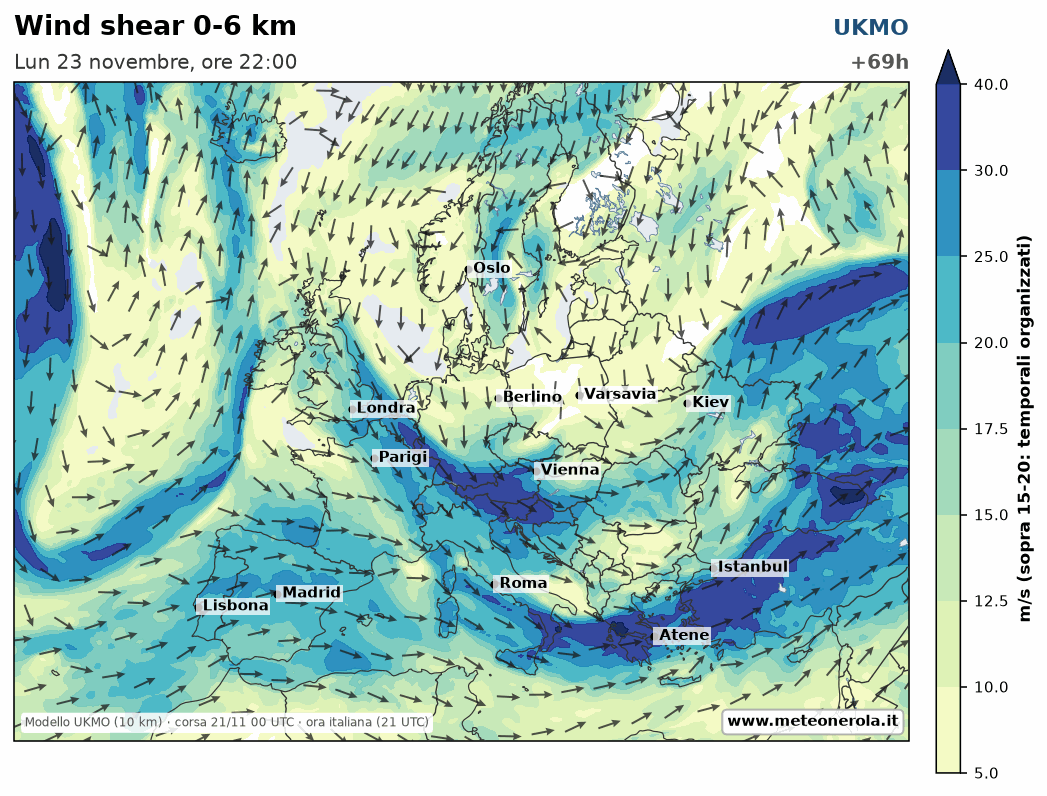 Wind shear 0-6 km
UKMO
Lun 23 novembre, ore 22:00
+69h
Oslo
Londra
Berlino
Varsavia
Kiev
Parigi
Vienna
Istanbul
Roma
Madrid
Lisbona
Atene
Modello UKMO (10 km) · corsa 21/11 00 UTC · ora italiana (21 UTC)
www.meteonerola.it
40.0
30.0
25.0
20.0
17.5
15.0
12.5
10.0
5.0
m/s (sopra 15-20: temporali organizzati)